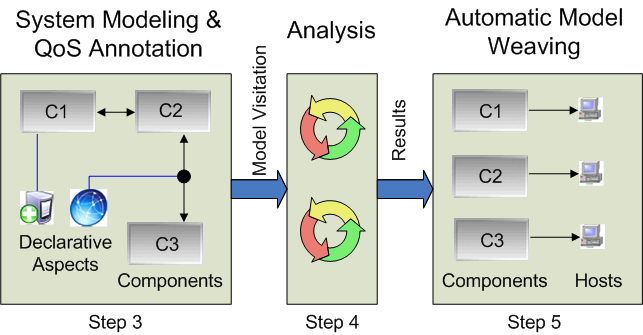 System Modeling &
QoS Annotation
Analysis
Automatic Model
Weaving
C1
C2
C3
Declarative
Aspects
Components
Model Visitation
Results
C1
C2
C3
Components
Hosts
Step 3
Step 4
Step 5